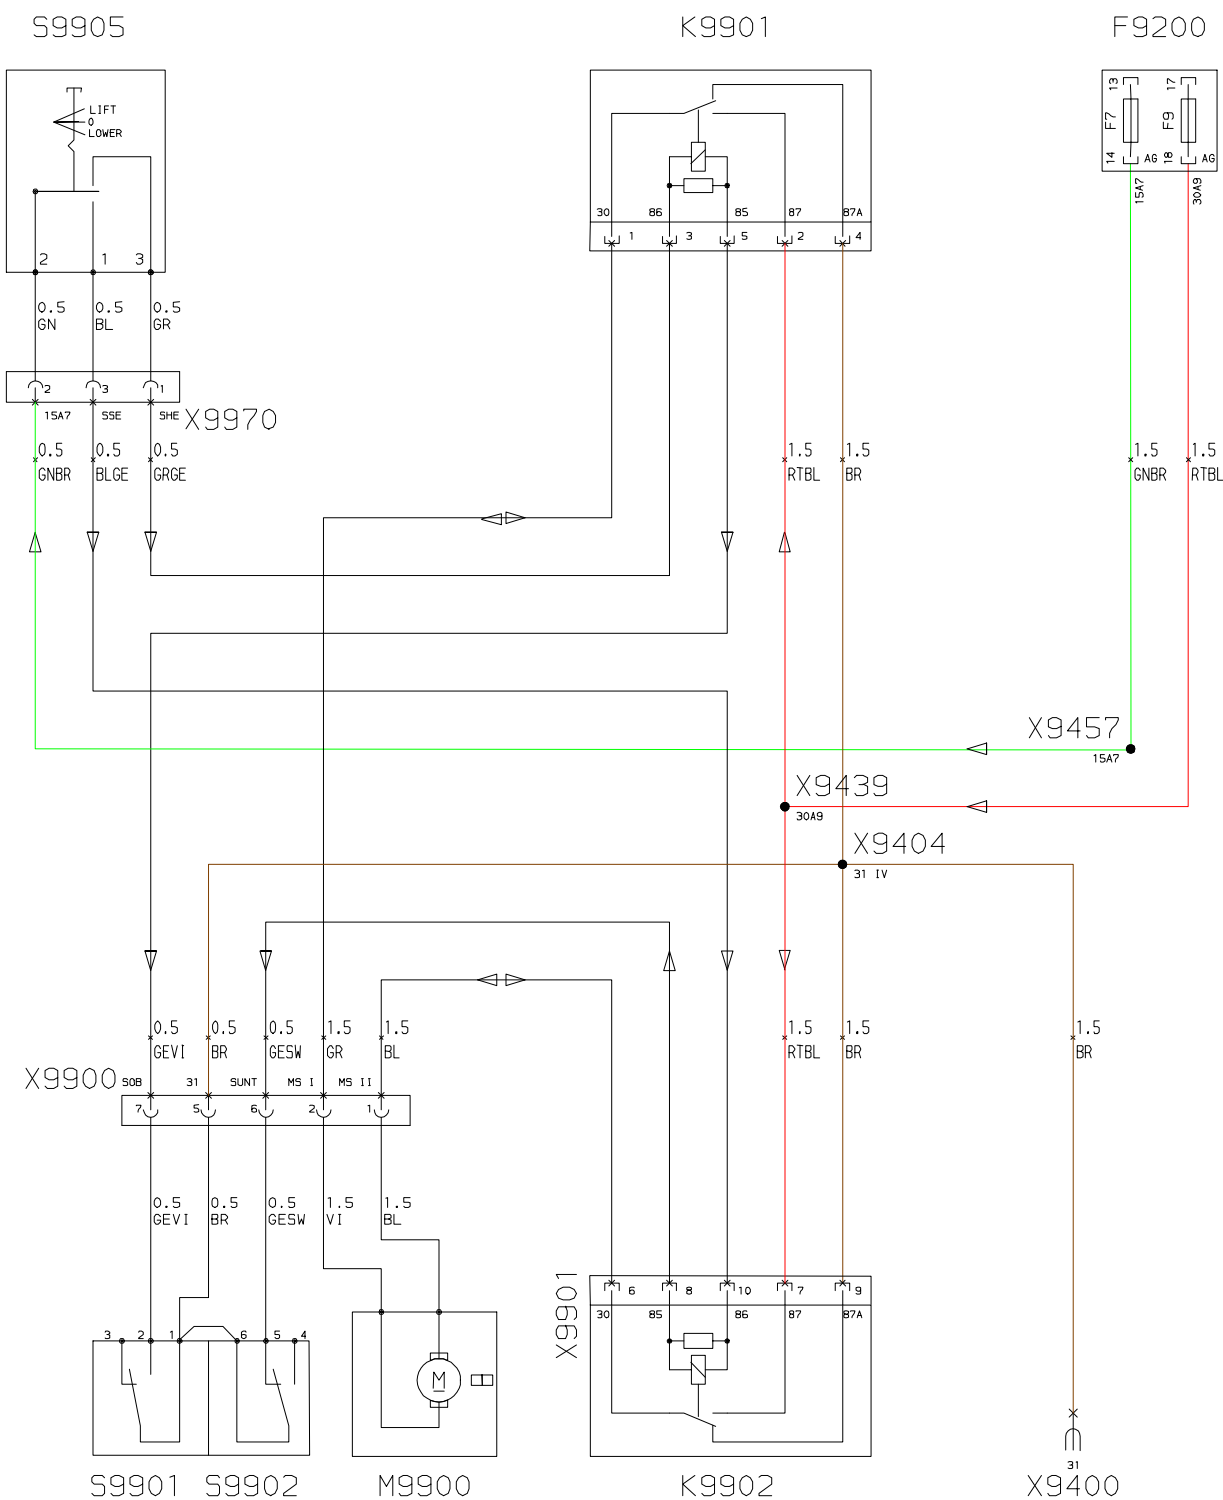 S9905 K9901 F9200
LIFT
0
LOWER
13 17
F7 F9
14 AG 18 AG
15A7 30A9
30 86 85 87 87A
1 3 5 2 4
2 1 3
0.5 0.5 0.5
GN BL GR
2 3 1
15A7 SSE SHE X9970
0.5 0.5 0.5 1.5 1.5 1.5 1.5
GNBR BLGE GRGE RTBL BR GNBR RTBL
X9457
15A7
X9439
30A9
X9404
31 IV
0.5 0.5 0.5 1.5 1.5 1.5 1.5 1.5
GEVI BR GESW GR BL RTBL BR BR
X9900 SOB 31 SUNT MS I MS II
7 5 6 2 1
0.5 0.5 0.5 1.5 1.5
GEVI BR GESW VI BL
X9901
6 8 10 7 9
30 85 86 87 87A
3 2 1 6 5 4
M
31
S9901 S9902 M9900 K9902 X9400